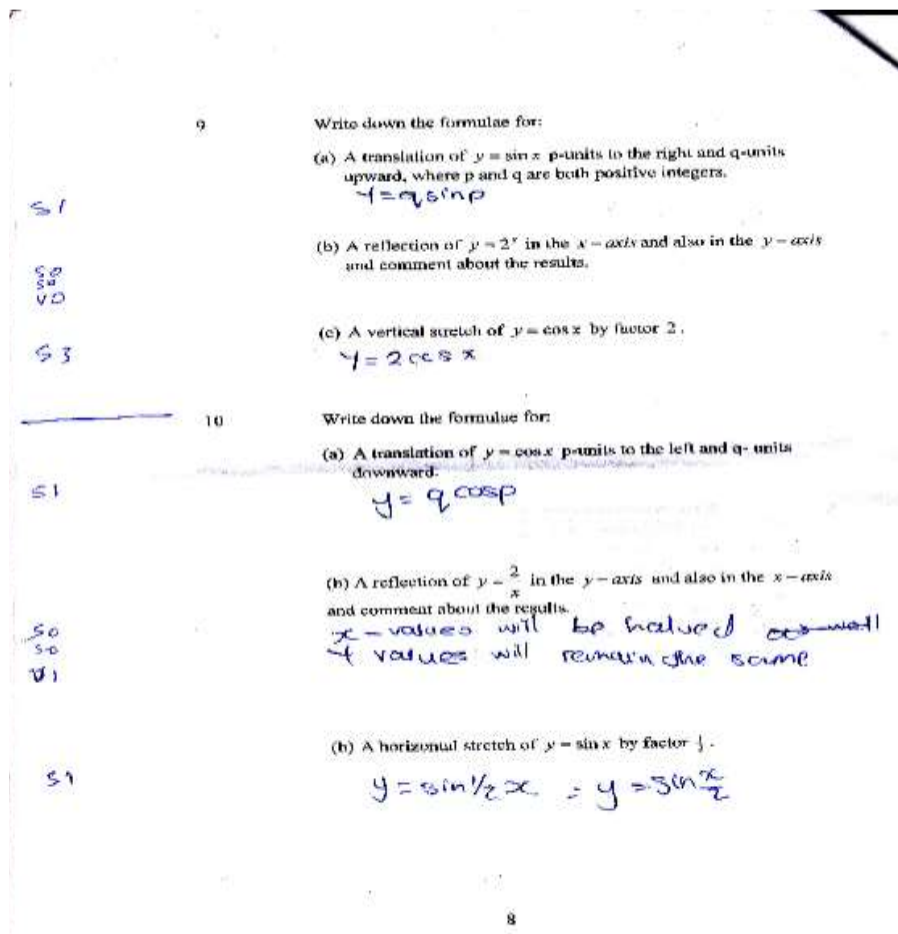 9 Write down the formulae for:
(a) A translation of y = sin x p-units to the right and q-units
upward, where p and q are both positive integers.
S1 Y = q sin p
(b) A reflection of y = 2ˣ in the x – axis and also in the y – axis
and comment about the results.
S0
S0
V0
(c) A vertical stretch of y = cos x by factor 2.
S3 Y = 2 cos x
10 Write down the formulae for:
(a) A translation of y = cos x p-units to the left and q- units
downward.
S1 y = q cos p
(b) A reflection of y = 2/x in the y – axis and also in the x – axis
and comment about the results.
S0 x – values will be halved
S0 Y values will remain the same
V1
(b) A horizontal stretch of y = sin x by factor
S1 y = sin 1/2 x = y = sin x/2
8